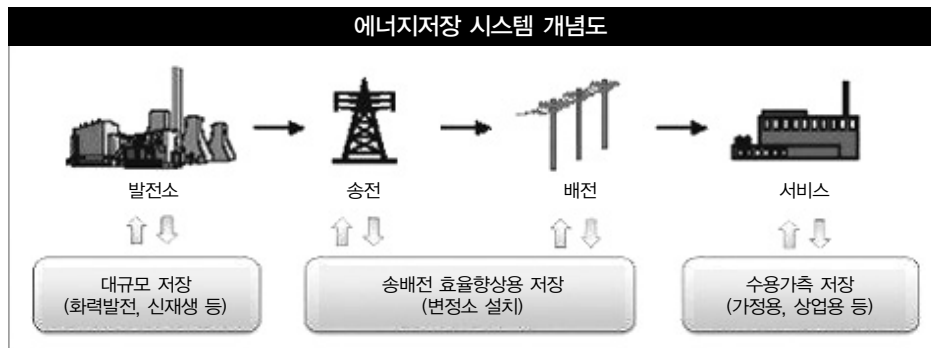 에너지저장 시스템 개념도
발전소
송전
배전
서비스
대규모 저장
(화력발전, 신재생 등)
송배전 효율향상용 저장
(변정소 설치)
수용가측 저장
(가정용, 상업용 등)